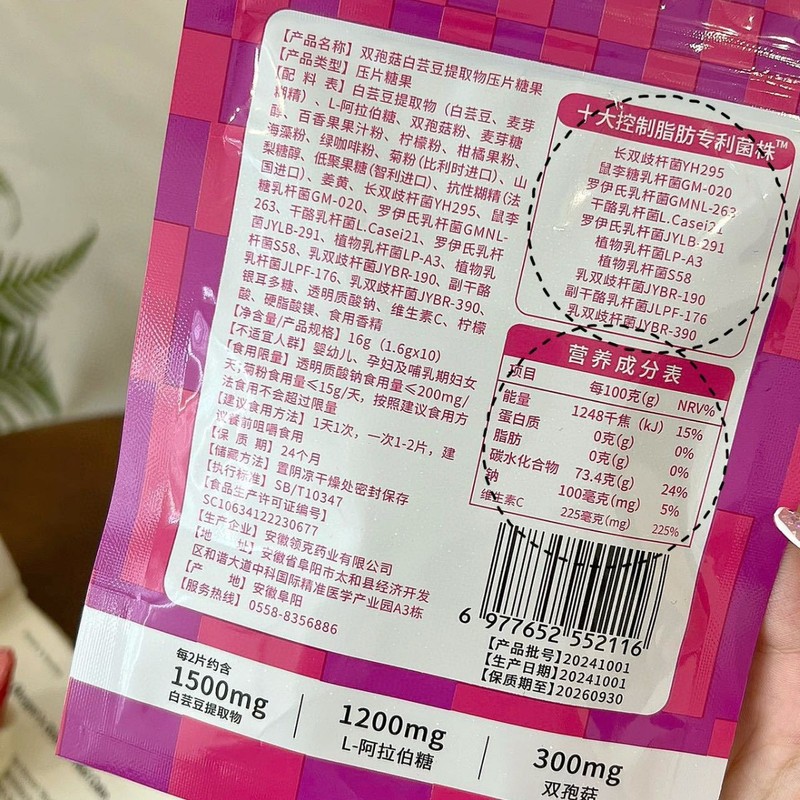 【产品名称】双孢菇白芸豆提取物压片糖果
【产品类型】压片糖果
【配 料 表】白芸豆提取物（白芸豆、麦芽
糊精）、L-阿拉伯糖、双孢菇粉、麦芽糖
醇、百香果果汁粉、柠檬粉、柑橘果粉、
海藻粉、绿咖啡粉、菊粉(比利时进口)、山
梨糖醇、低聚果糖(智利进口)、抗性糊精(法
国进口)、姜黄、长双歧杆菌YH295、鼠李
糖乳杆菌GM-020、罗伊氏乳杆菌GMNL-
263、干酪乳杆菌L.Casei21、罗伊氏乳杆
菌JYLB-291、植物乳杆菌LP-A3、植物乳
杆菌S58、乳双歧杆菌JYBR-190、副干酪
乳杆菌JLPF-176、乳双歧杆菌JYBR-390、
银耳多糖、透明质酸钠、维生素C、柠檬
酸、硬脂酸镁、食用香精
【净含量/产品规格】16g（1.6gx10）
【不适宜人群】婴幼儿、孕妇及哺乳期妇女
【食用限量】透明质酸钠食用量≤200mg/
天,菊粉食用量≤15g/天，按照建议食用方
法食用不会超过限量
【建议食用方法】1天1次，一次1-2片，建
议餐前咀嚼食用
【保 质 期】24个月
【储藏方法】置阴凉干燥处密封保存
【执行标准】SB/T10347
【食品生产许可证编号】
SC10634122230677
【生产企业】安徽领克药业有限公司
【地 址】安徽省阜阳市太和县经济开发
区和谐大道中科国际精准医学产业园A3栋
【产 地】安徽阜阳
【服务热线】0558-8356886
十大控制脂肪专利菌株™
长双歧杆菌YH295
鼠李糖乳杆菌GM-020
罗伊氏乳杆菌GMNL-263
干酪乳杆菌L.Casei21
罗伊氏乳杆菌JYLB-291
植物乳杆菌LP-A3
植物乳杆菌S58
乳双歧杆菌JYBR-190
副干酪乳杆菌JLPF-176
乳双歧杆菌JYBR-390
营养成分表
项目 每100克(g) NRV%
能量 1248千焦（kJ） 15%
蛋白质 0克(g) 0%
脂肪 0克(g) 0%
碳水化合物 73.4克(g) 24%
钠 100毫克(mg) 5%
维生素C 225毫克(mg) 225%
6 977652 552116
【产品批号】20241001
【生产日期】20241001
【保质期至】20260930
每2片约含
1500mg
白芸豆提取物
1200mg
L-阿拉伯糖
300mg
双孢菇